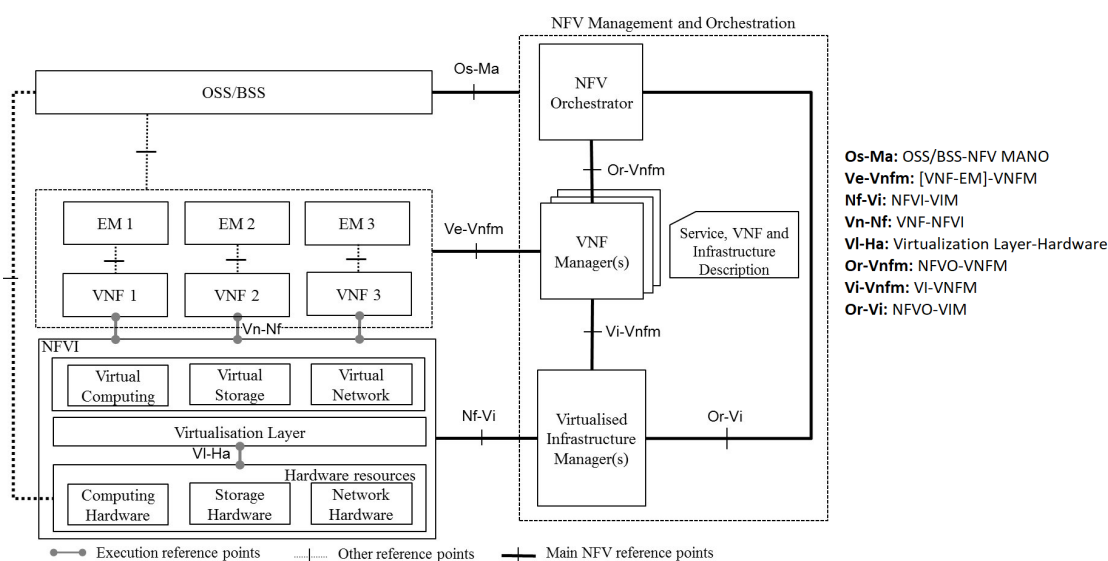 NFV Management and Orchestration
Os-Ma
OSS/BSS
NFV
Orchestrator
Or-Vnfm
EM 1
EM 2
EM 3
Ve-Vnfm
VNF
Manager(s)
Service, VNF and
Infrastructure
Description
VNF 1
VNF 2
VNF 3
Vn-Nf
Vi-Vnfm
NFVI
Virtual
Computing
Virtual
Storage
Virtual
Network
Nf-Vi
Virtualised
Infrastructure
Manager(s)
Or-Vi
Virtualisation Layer
Vl-Ha
Hardware resources
Computing
Hardware
Storage
Hardware
Network
Hardware
Execution reference points
Other reference points
Main NFV reference points
Os-Ma: OSS/BSS-NFV MANO
Ve-Vnfm: [VNF-EM]-VNFM
Nf-Vi: NFVI-VIM
Vn-Nf: VNF-NFVI
Vl-Ha: Virtualization Layer-Hardware
Or-Vnfm: NFVO-VNFM
Vi-Vnfm: VI-VNFM
Or-Vi: NFVO-VIM